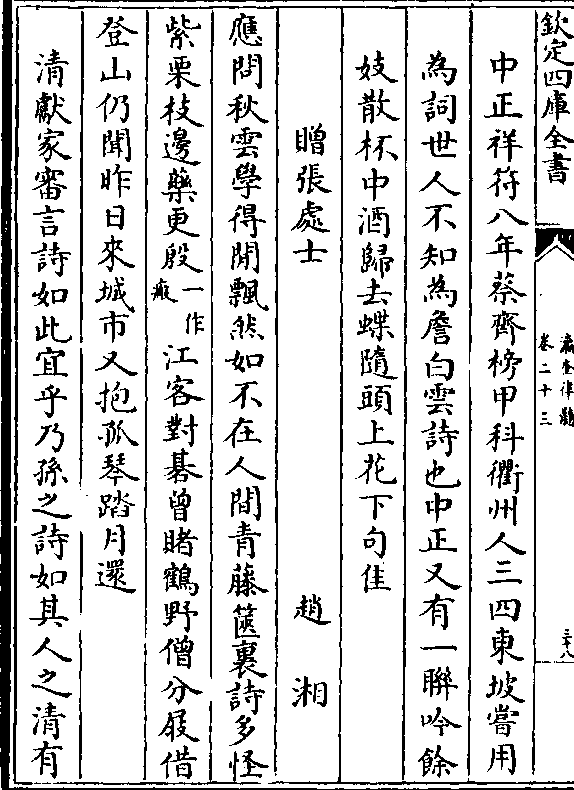 欽定四庫全書
瀛奎律髓
卷二十三
三十八
中正祥符八年蔡齊榜甲科衢州人三四東坡嘗用
為詞世人不知為詹白雲詩也中正又有一聯吟餘
妓散杯中酒歸去蝶隨頭上花下句佳
贈張處士 趙湘
應問秋雲學得閒飄然如不在人間青藤篋裏詩多怪
紫栗枝邊藥更殷一作瘢江客對碁曾賭鶴野僧分屐借
登山仍聞昨日來城市又抱孤琴踏月還
清獻家審言詩如此宜乎乃孫之詩如其人之清有